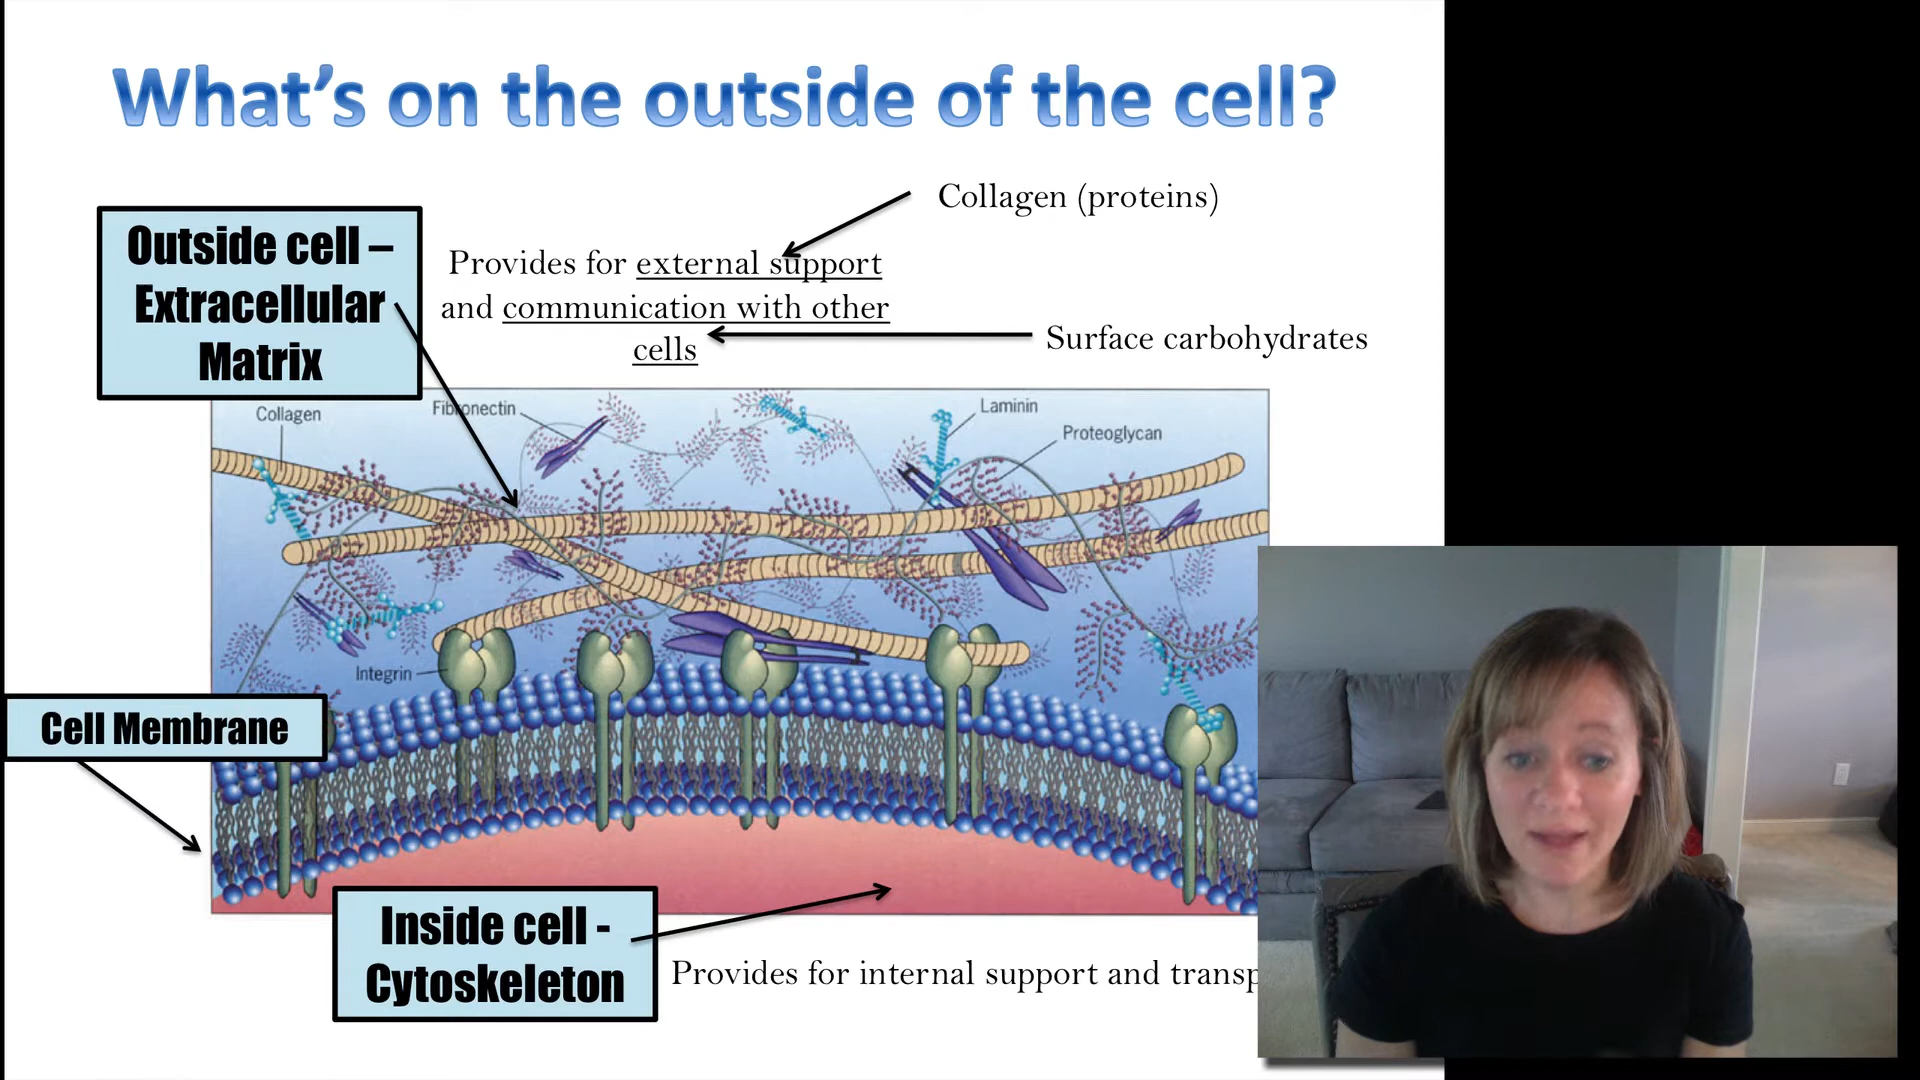 What's on the outside of the cell?
Collagen (proteins)
Outside cell –
Extracellular
Matrix
Provides for external support
and communication with other
cells
Surface carbohydrates
Collagen
Fibronectin
Laminin
Proteoglycan
Integrin
Cell Membrane
Inside cell -
Cytoskeleton
Provides for internal support and